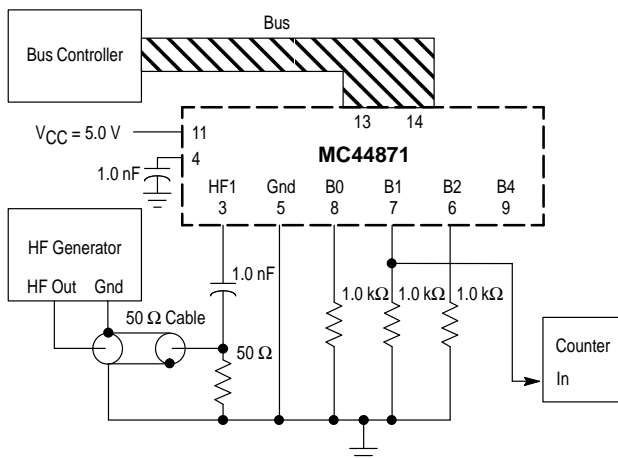 Bus
Bus Controller
13 14
VCC = 5.0 V
11
MC44871
4
1.0 nF
HF1 Gnd B0 B1 B2 B4
3 5 8 7 6 9
HF Generator
HF Out Gnd
1.0 nF
1.0 kΩ 1.0 kΩ 1.0 kΩ
50 Ω Cable
50 Ω
Counter
In